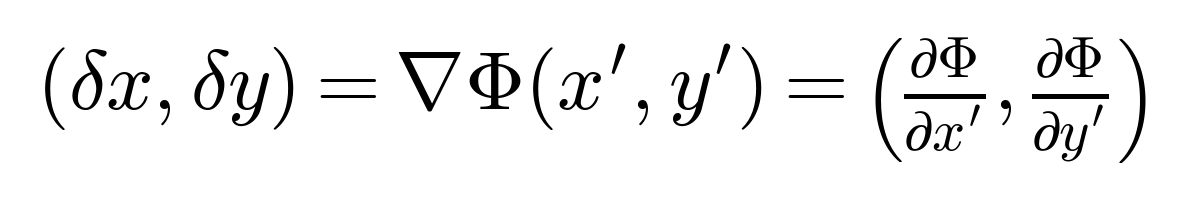 (δx, δy) = ∇Φ(x′, y′) = (∂Φ/∂x′, ∂Φ/∂y′)